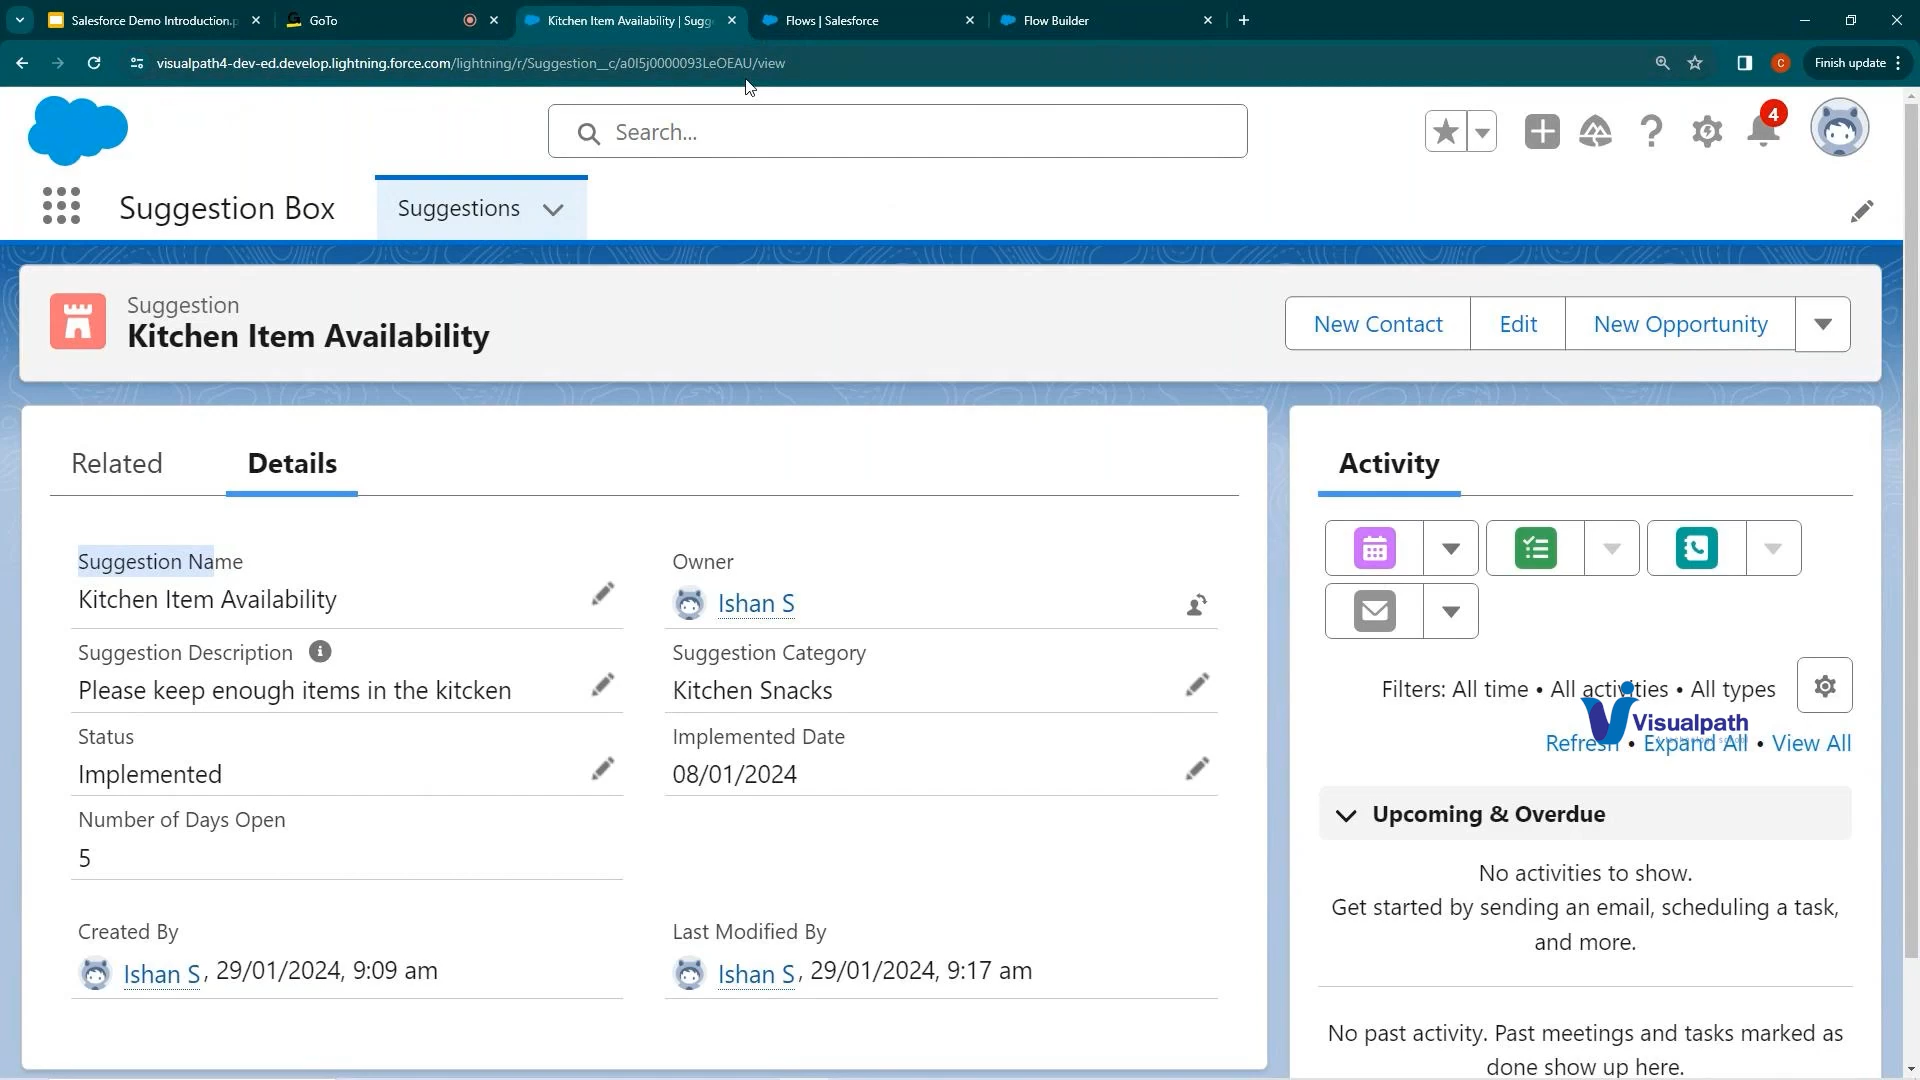 Salesforce Demo Introduction.p
GoTo
Kitchen Item Availability | Sugg
Flows | Salesforce
Flow Builder
visualpath4-dev-ed.develop.lightning.force.com/lightning/r/Suggestion__c/a0I5j0000093LeOEAU/view
C
Finish update
Search...
4
Suggestion Box
Suggestions
Suggestion
Kitchen Item Availability
New Contact
Edit
New Opportunity
Related
Details
Activity
Suggestion Name
Kitchen Item Availability
Owner
Ishan S
Suggestion Description
Please keep enough items in the kitcken
Suggestion Category
Kitchen Snacks
Status
Implemented
Implemented Date
08/01/2024
Number of Days Open
5
Created By
Ishan S, 29/01/2024, 9:09 am
Last Modified By
Ishan S, 29/01/2024, 9:17 am
Filters: All time • All activities • All types
Visualpath
Refresh • Expand All • View All
Upcoming & Overdue
No activities to show.
Get started by sending an email, scheduling a task,
and more.
No past activity. Past meetings and tasks marked as
done show up here.